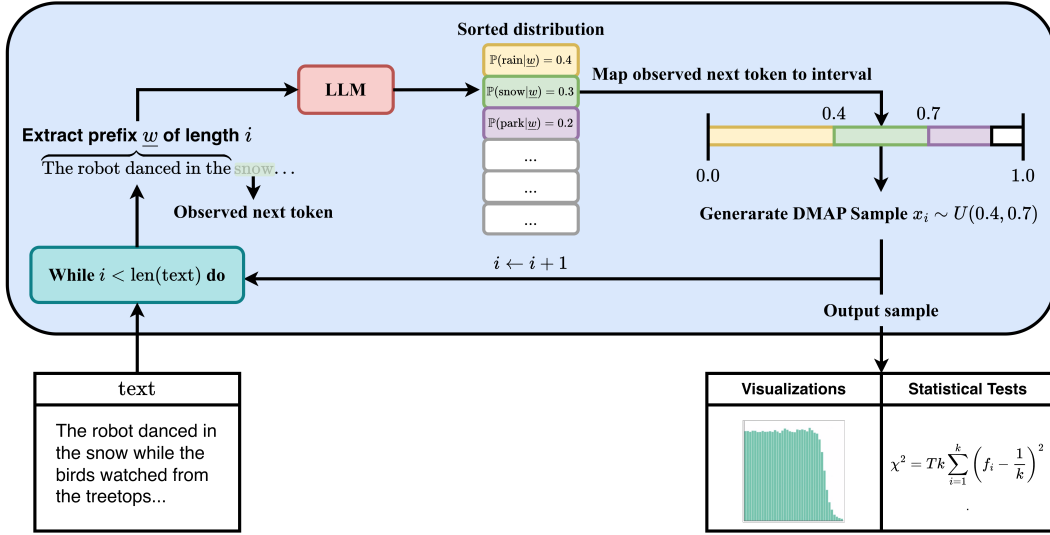 Sorted distribution
ℙ(rain|w) = 0.4
LLM
ℙ(snow|w) = 0.3
Map observed next token to interval
ℙ(park|w) = 0.2
0.4
0.7
Extract prefix w of length i
The robot danced in the snow...
...
...
...
0.0
1.0
Observed next token
Generarate DMAP Sample xᵢ ∼ U(0.4, 0.7)
While i < len(text) do
i ← i + 1
Output sample
text
The robot danced in
the snow while the
birds watched from
the treetops...
Visualizations
Statistical Tests
χ² = Tk ∑ᵢ₌₁ᵏ (fᵢ − 1/k)²
.